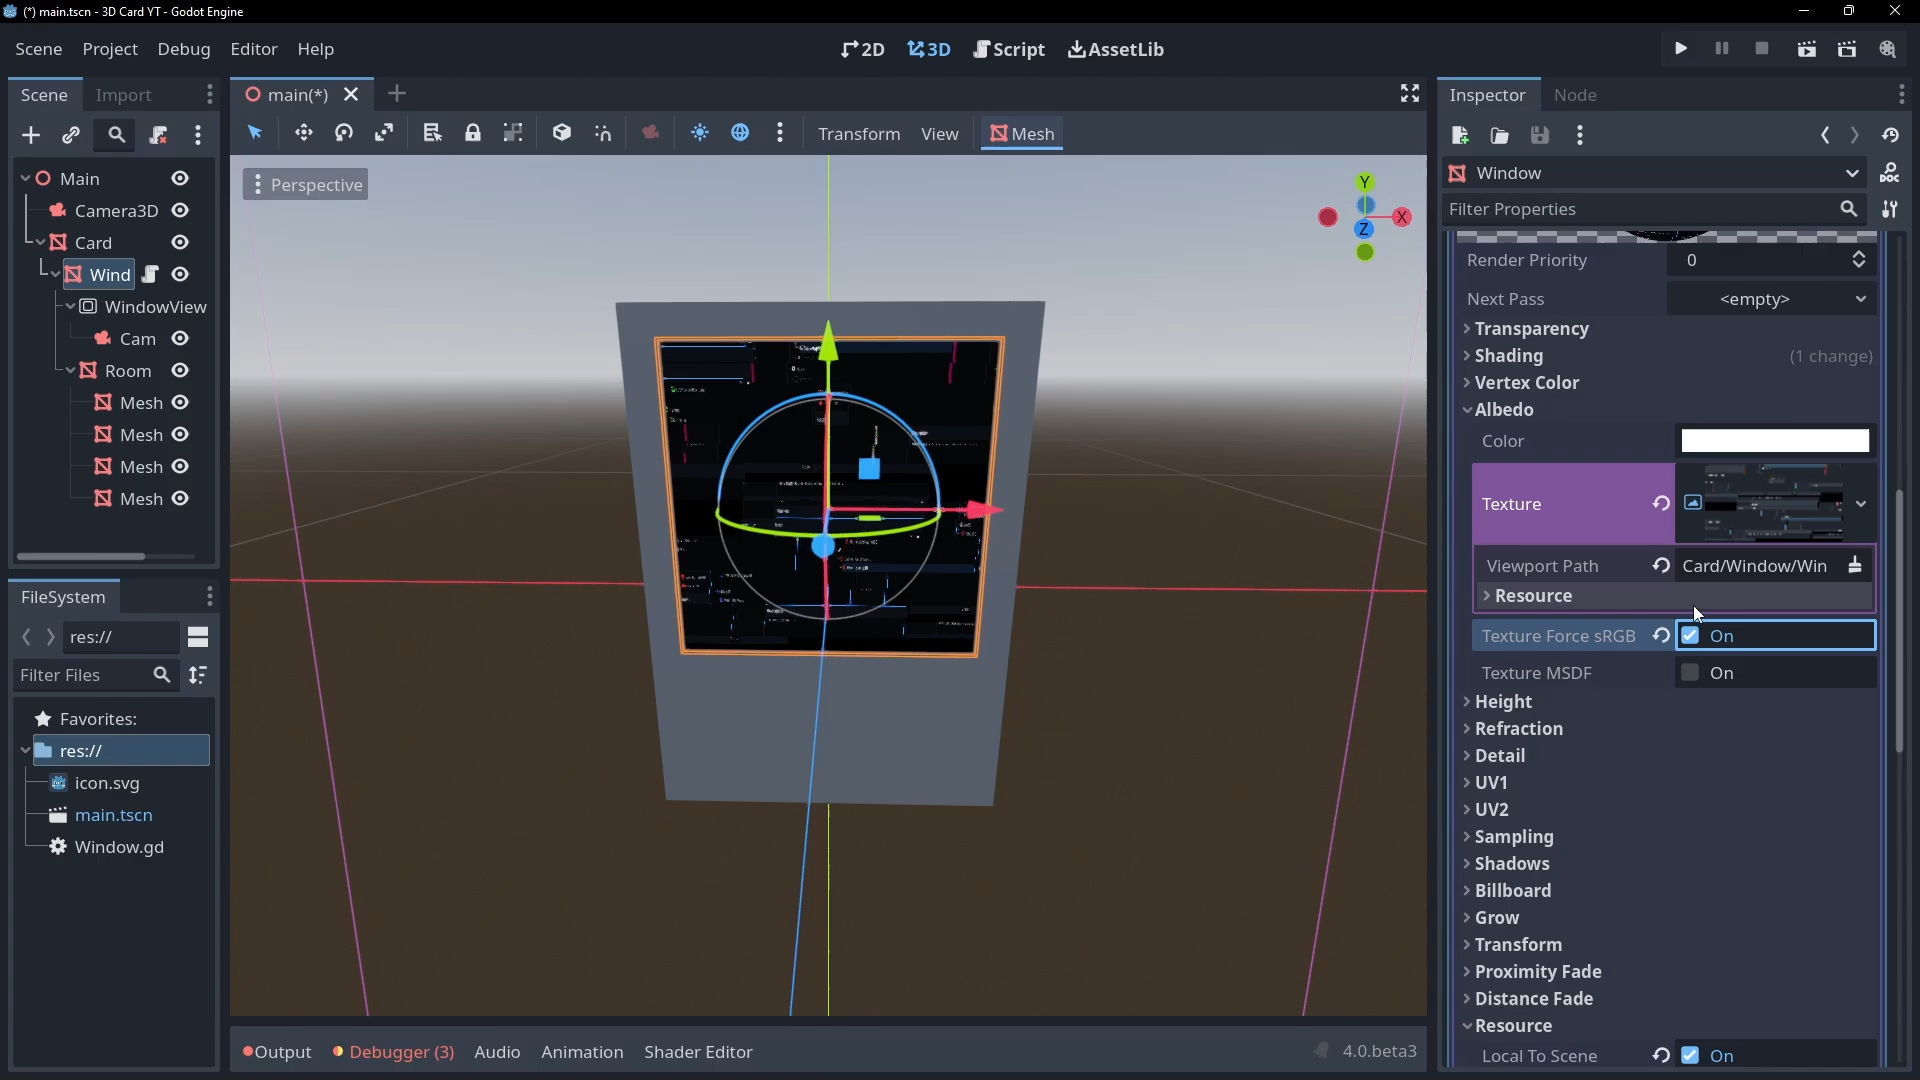 (*) main.tscn - 3D Card YT - Godot Engine
Scene Project Debug Editor Help
2D 3D Script AssetLib
Scene Import
main(*)
Inspector Node
Transform View Mesh
Perspective
Y
X
Z
Main
Camera3D
Card
Wind
WindowView
Cam
Room
Mesh
Mesh
Mesh
Mesh
FileSystem
res://
Filter Files
Favorites:
res://
icon.svg
main.tscn
Window.gd
Output Debugger (3) Audio Animation Shader Editor
4.0.beta3
DOC
Window
Filter Properties
Render Priority 0
Next Pass <empty>
Transparency
Shading (1 change)
Vertex Color
Albedo
Color
Texture
Viewport Path Card/Window/Win
Resource
Texture Force sRGB On
Texture MSDF On
Height
Refraction
Detail
UV1
UV2
Sampling
Shadows
Billboard
Grow
Transform
Proximity Fade
Distance Fade
Resource
Local To Scene On